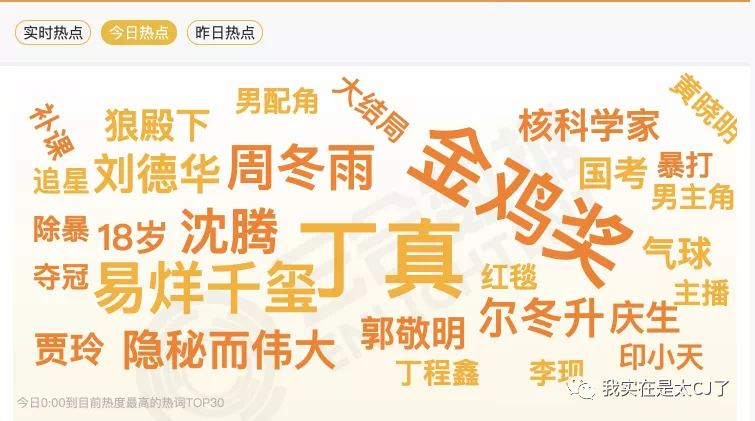 实时热点 今日热点 昨日热点
补课
狼殿下
男配角
大结局
核科学家
黄晓明
追星
刘德华
周冬雨
金鸡奖
国考
暴打
男主角
除暴
18岁
沈腾
丁真
气球
夺冠
易烊千玺
红毯
主播
贾玲
隐秘而伟大
郭敬明
尔冬升
庆生
印小天
丁程鑫
李现
我实在是太CJ了
今日0:00到目前热度最高的热词TOP30